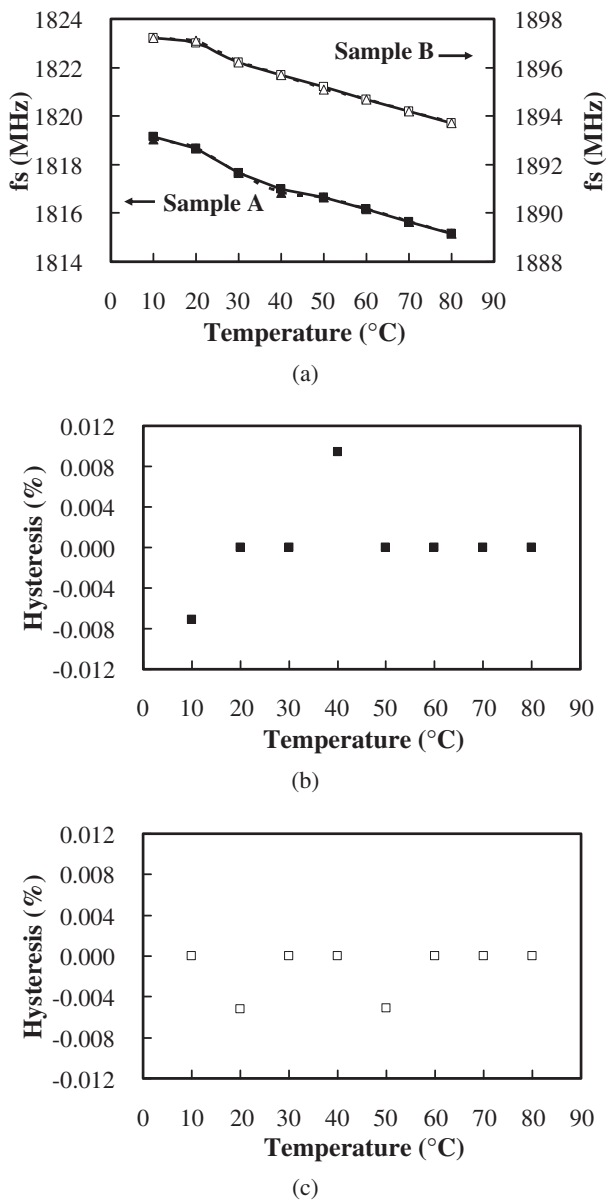 1824
1822
1820
1818
1816
1814
fs (MHz)
1898
1896
1894
1892
1890
1888
fs (MHz)
Sample B
Sample A
0 10 20 30 40 50 60 70 80 90
Temperature (°C)
(a)
0.012
0.008
0.004
0.000
-0.004
-0.008
-0.012
Hysteresis (%)
0 10 20 30 40 50 60 70 80 90
Temperature (°C)
(b)
0.012
0.008
0.004
0.000
-0.004
-0.008
-0.012
Hysteresis (%)
0 10 20 30 40 50 60 70 80 90
Temperature (°C)
(c)